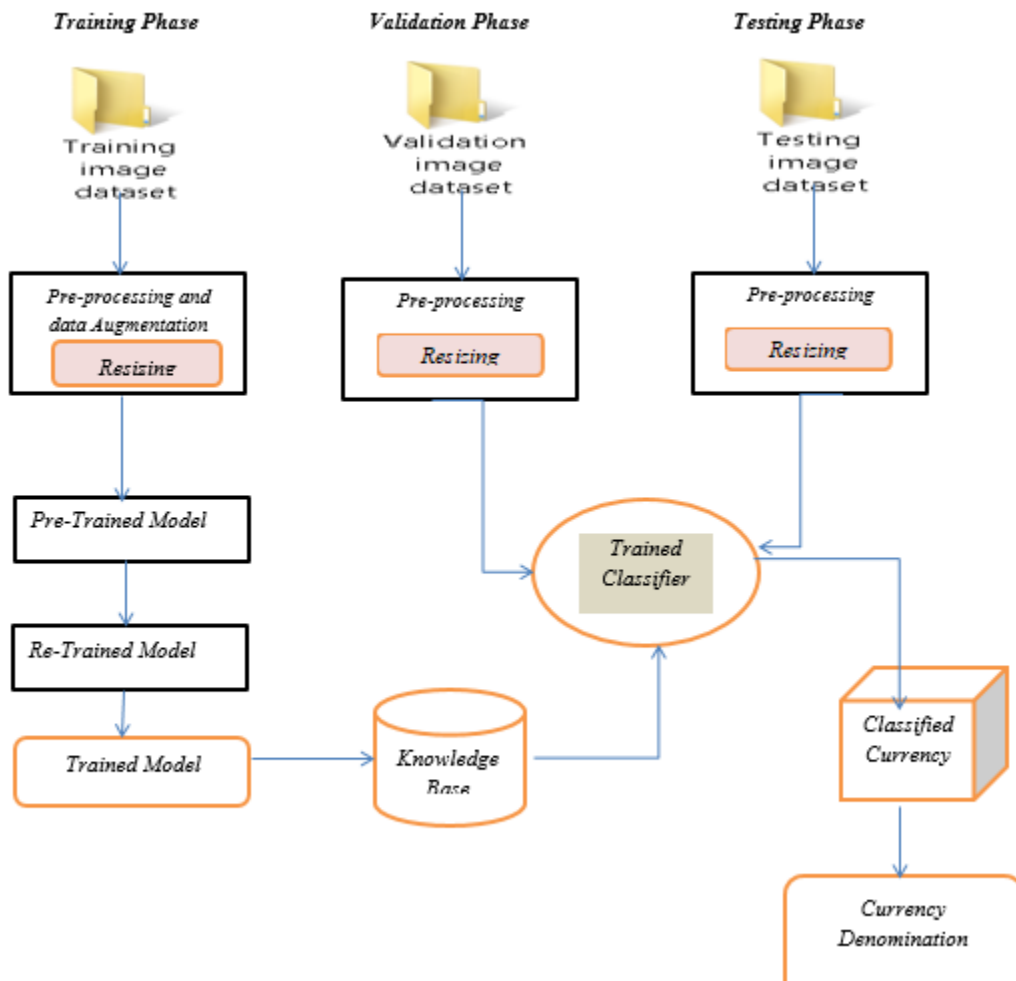 Training Phase
Validation Phase
Testing Phase
Training
image
dataset
Validation
image
dataset
Testing
image
dataset
Pre-processing and
data Augmentation
Resizing
Pre-processing
Resizing
Pre-processing
Resizing
Pre-Trained Model
Trained
Classifier
Re-Trained Model
Trained Model
Knowledge
Base
Classified
Currency
Currency
Denomination